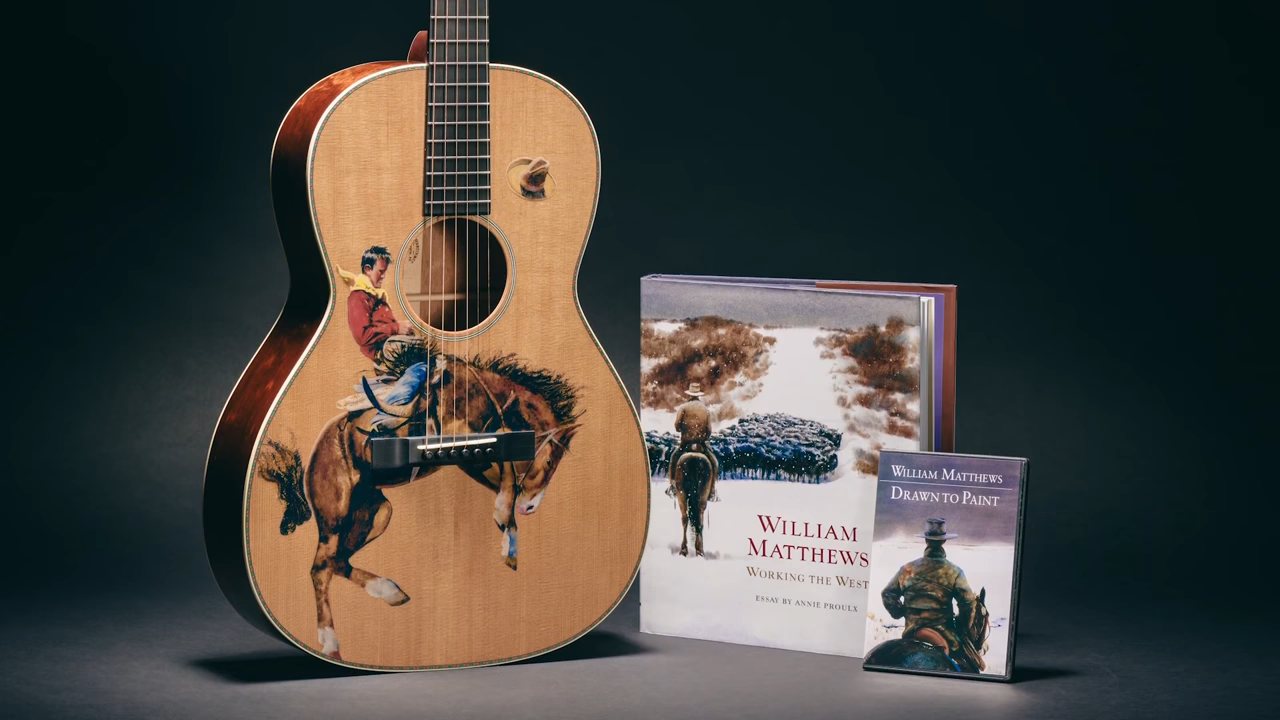 WILLIAM
MATTHEWS
WORKING THE WEST
ESSAY BY ANNIE PROULX
WILLIAM MATTHEWS
DRAWN TO PAINT